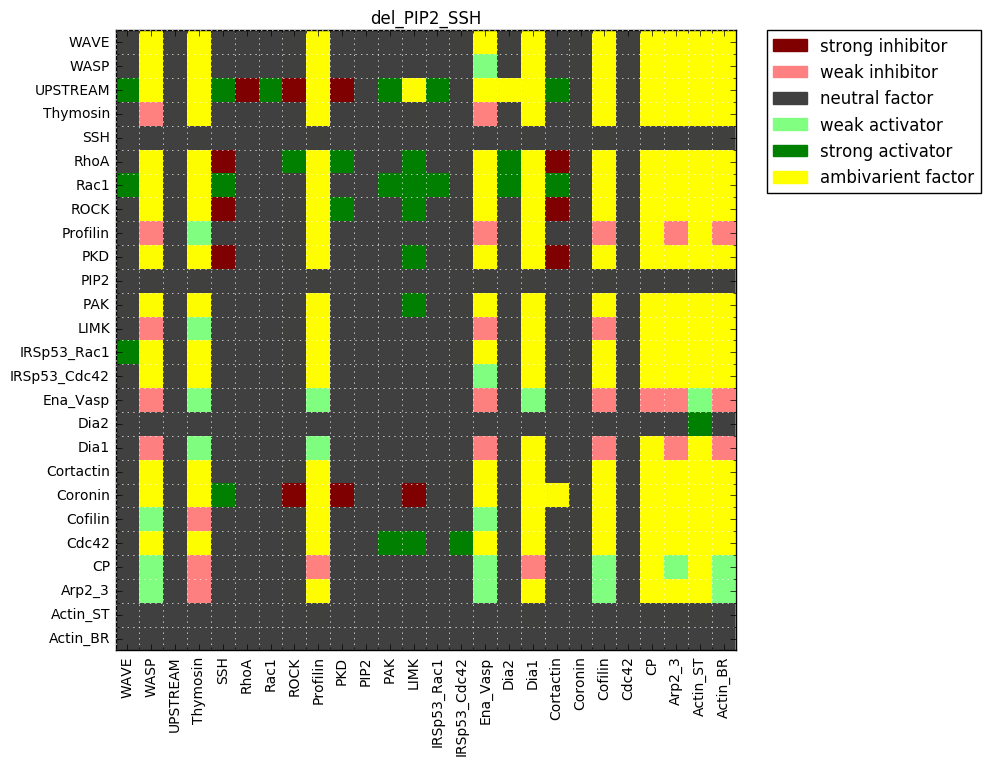 del_PIP2_SSH
WAVE
WASP
UPSTREAM
Thymosin
SSH
RhoA
Rac1
ROCK
Profilin
PKD
PIP2
PAK
LIMK
IRSp53_Rac1
IRSp53_Cdc42
Ena_Vasp
Dia2
Dia1
Cortactin
Coronin
Cofilin
Cdc42
CP
Arp2_3
Actin_ST
Actin_BR
WAVE
WASP
UPSTREAM
Thymosin
SSH
RhoA
Rac1
ROCK
Profilin
PKD
PIP2
PAK
LIMK
IRSp53_Rac1
IRSp53_Cdc42
Ena_Vasp
Dia2
Dia1
Cortactin
Coronin
Cofilin
Cdc42
CP
Arp2_3
Actin_ST
Actin_BR
strong inhibitor
weak inhibitor
neutral factor
weak activator
strong activator
ambivarient factor